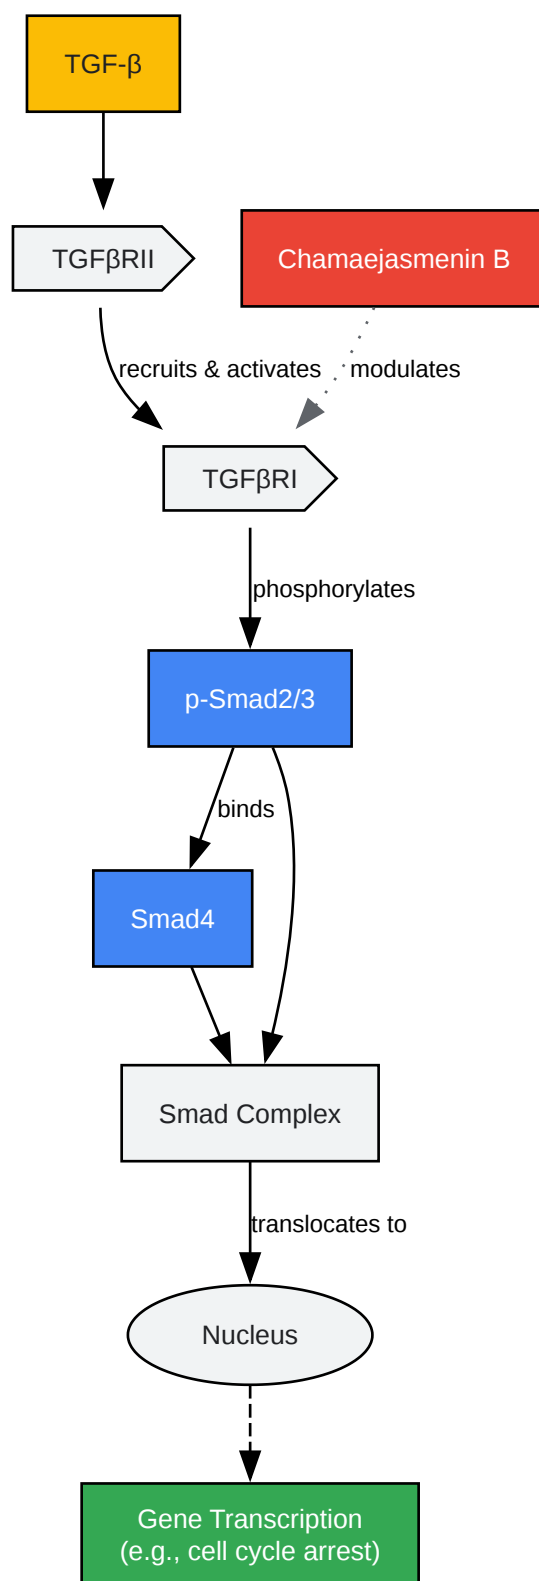 TGF-β
TGFβRII
Chamaejasmenin B
recruits & activates
modulates
TGFβRI
phosphorylates
p-Smad2/3
binds
Smad4
Smad Complex
translocates to
Nucleus
Gene Transcription
(e.g., cell cycle arrest)